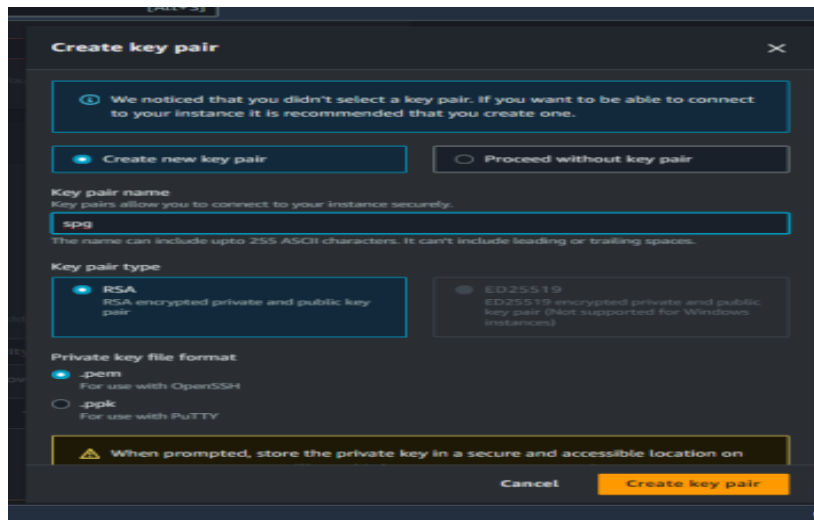 [Alt+S]
Create key pair
We noticed that you didn't select a key pair. If you want to be able to connect
to your instance it is recommended that you create one.
Create new key pair
Proceed without key pair
Key pair name
Key pairs allow you to connect to your instance securely.
spg
The name can include upto 255 ASCII characters. It can't include leading or trailing spaces.
Key pair type
RSA
RSA encrypted private and public key
pair
ED25519
ED25519 encrypted private and public
key pair (Not supported for Windows
instances)
Private key file format
.pem
For use with OpenSSH
.ppk
For use with PuTTY
When prompted, store the private key in a secure and accessible location on
Cancel
Create key pair